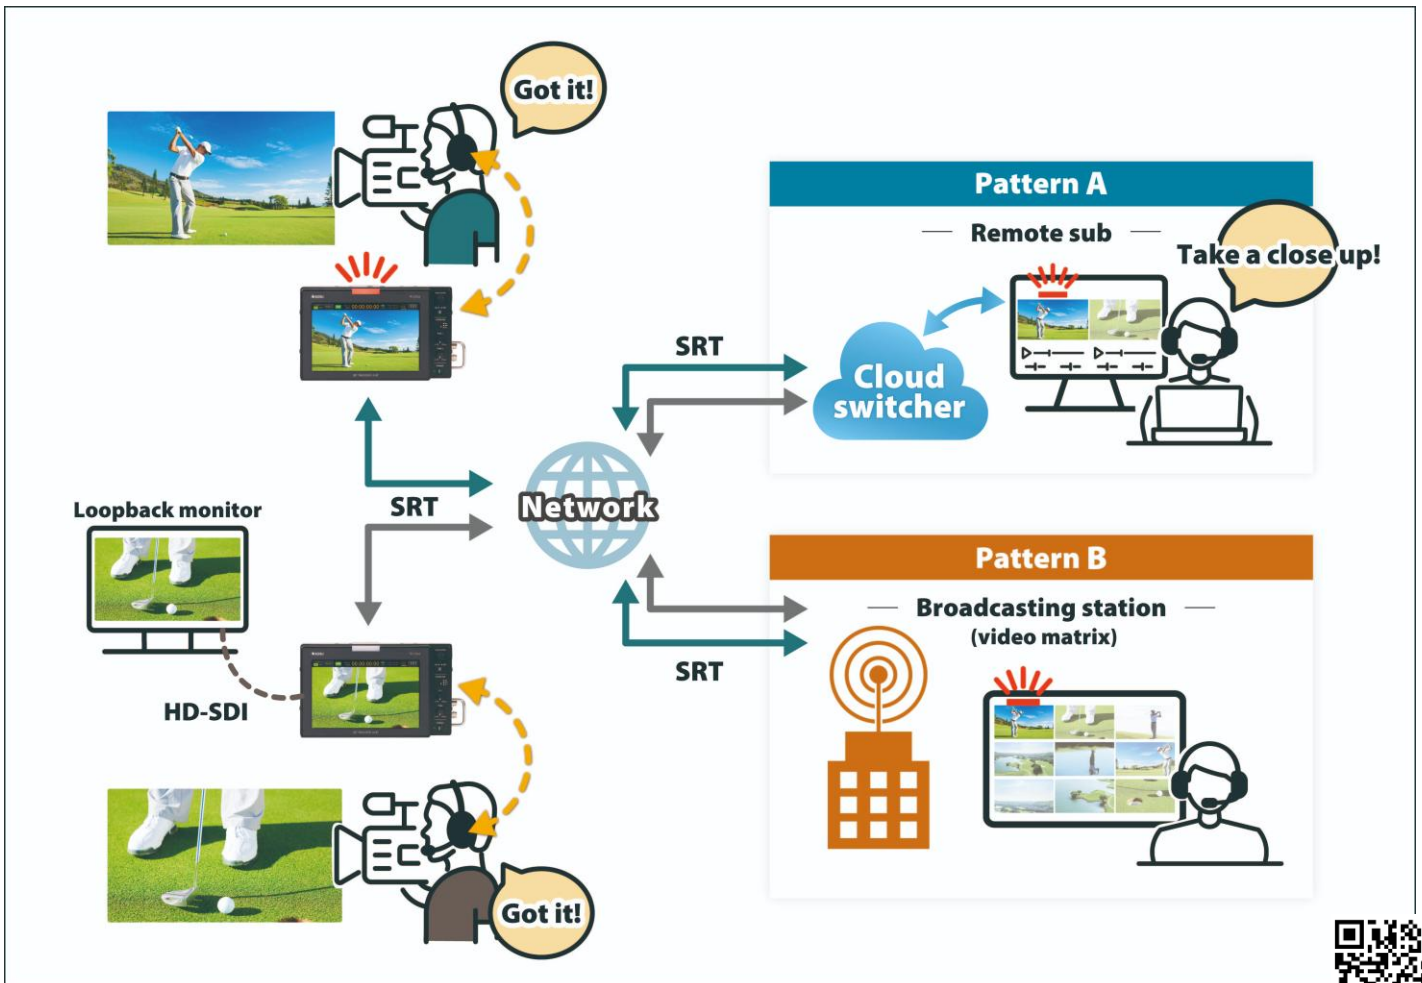 Got it!
Pattern A
Remote sub
Take a close up!
SRT
Cloud
switcher
Loopback monitor
SRT
Network
Pattern B
Broadcasting station
(video matrix)
SRT
HD-SDI
Got it!